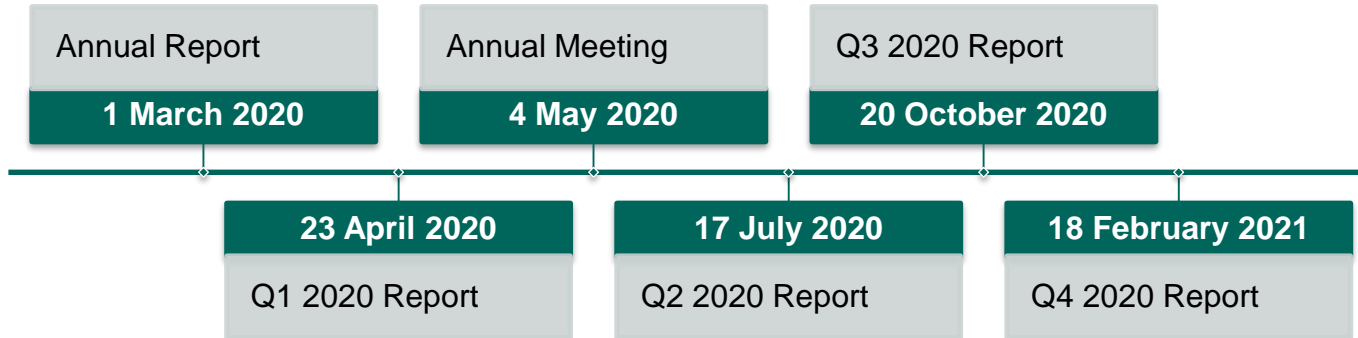 Annual Report
1 March 2020
Annual Meeting
4 May 2020
Q3 2020 Report
20 October 2020
23 April 2020
Q1 2020 Report
17 July 2020
Q2 2020 Report
18 February 2021
Q4 2020 Report